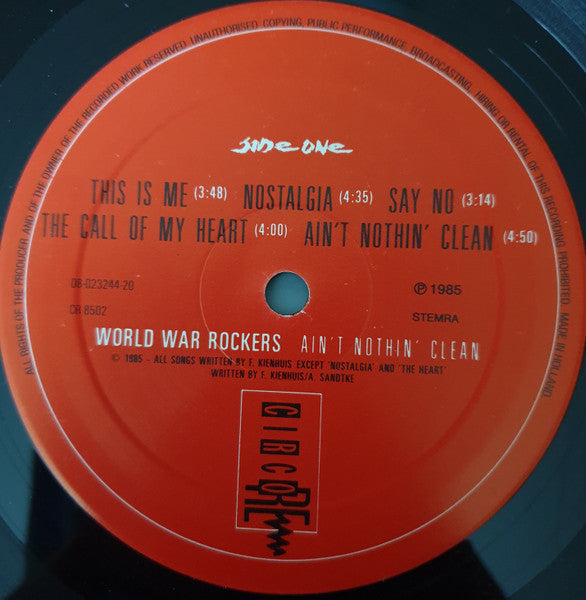 ALL RIGHTS OF THE PRODUCER AND OF THE OWNER OF THE RECORDED WORK RESERVED. UNAUTHORISED COPYING, PUBLIC PERFORMANCE, BROADCASTING, HIRING OR RENTAL OF THIS RECORDING PROHIBITED. MADE IN HOLLAND.
SIDE ONE
THIS IS ME (3:48) NOSTALGIA (4:35) SAY NO (3:14)
THE CALL OF MY HEART (4:00) AIN'T NOTHIN' CLEAN (4:50)
08-023244-20 ℗ 1985
CR 8502 STEMRA
WORLD WAR ROCKERS AIN'T NOTHIN' CLEAN
© 1985 - ALL SONGS WRITTEN BY F. KIENHUIS EXCEPT 'NOSTALGIA' AND 'THE HEART'
WRITTEN BY F. KIENHUIS/A. SANDTKE
CIRCORE